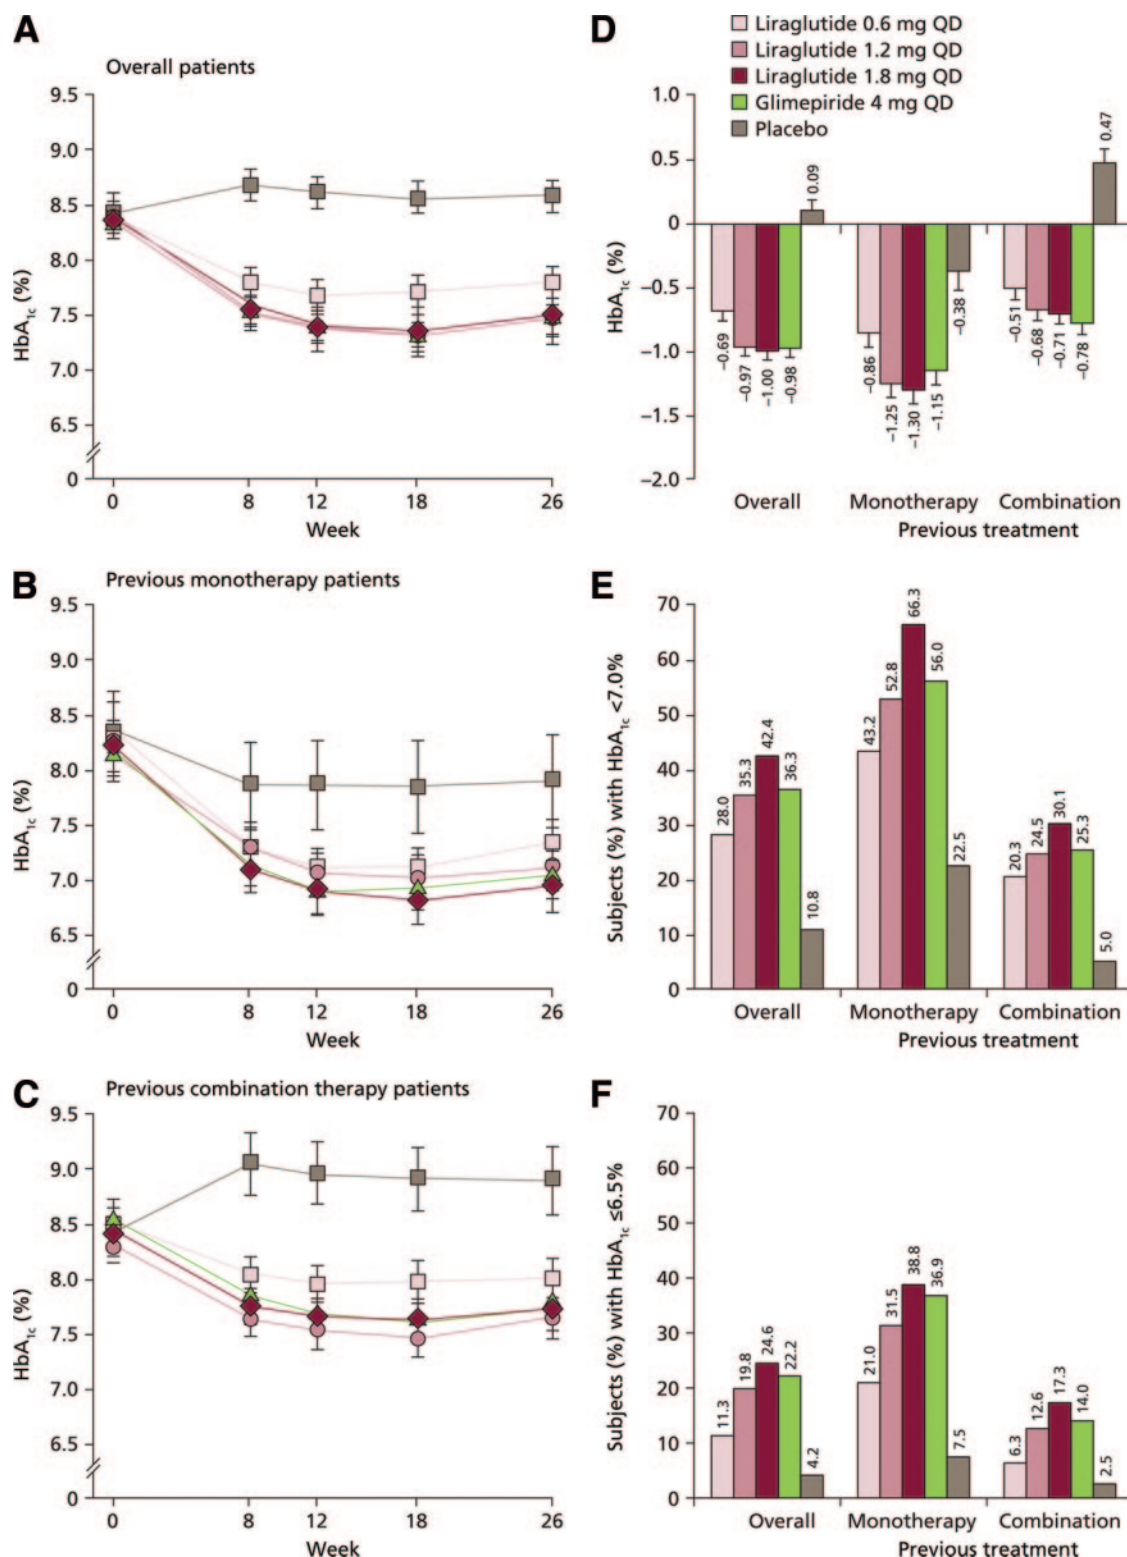 A
Overall patients
9.5
9.0
8.5
8.0
7.5
7.0
6.5
0
HbA1c (%)
0 8 12 18 26
Week
D
Liraglutide 0.6 mg QD
Liraglutide 1.2 mg QD
Liraglutide 1.8 mg QD
Glimepiride 4 mg QD
Placebo
1.0
0.5
0
−0.5
−1.0
−1.5
−2.0
HbA1c (%)
−0.69 −0.97 −1.00 −0.98 0.09
−0.86 −1.25 −1.30 −1.15 −0.38
−0.51 −0.68 −0.71 −0.78 0.47
Overall Monotherapy Combination
Previous treatment
B
Previous monotherapy patients
9.5
9.0
8.5
8.0
7.5
7.0
6.5
0
HbA1c (%)
0 8 12 18 26
Week
E
70
60
50
40
30
20
10
0
Subjects (%) with HbA1c <7.0%
28.0 35.3 42.4 36.3 10.8
43.2 52.8 66.3 56.0 22.5
20.3 24.5 30.1 25.3 5.0
Overall Monotherapy Combination
Previous treatment
C
Previous combination therapy patients
9.5
9.0
8.5
8.0
7.5
7.0
6.5
0
HbA1c (%)
0 8 12 18 26
Week
F
70
60
50
40
30
20
10
0
Subjects (%) with HbA1c ≤6.5%
11.3 19.8 24.6 22.2 4.2
21.0 31.5 38.8 36.9 7.5
6.3 12.6 17.3 14.0 2.5
Overall Monotherapy Combination
Previous treatment